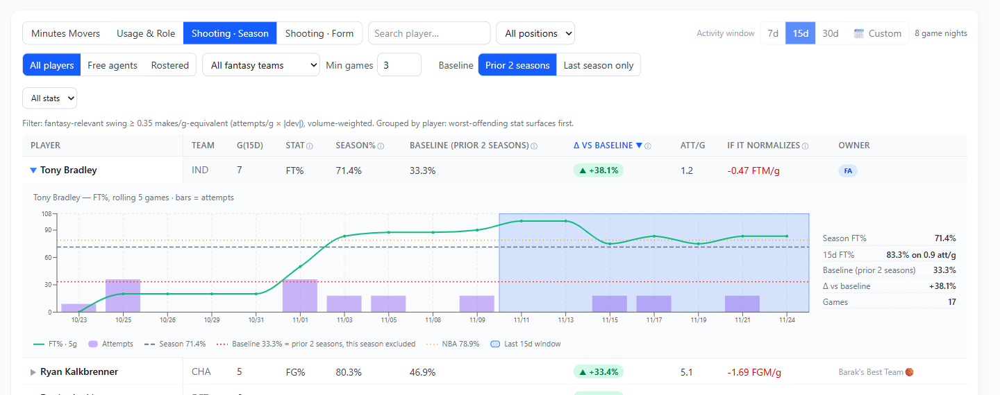 Minutes Movers Usage & Role Shooting · Season Shooting · Form Search player... All positions Activity window 7d 15d 30d Custom 8 game nights
All players Free agents Rostered All fantasy teams Min games 3 Baseline Prior 2 seasons Last season only
All stats
Filter: fantasy-relevant swing ≥ 0.35 makes/g-equivalent (attempts/g × |dev|), volume-weighted. Grouped by player: worst-offending stat surfaces first.
PLAYER TEAM G(15D) STAT ⓘ SEASON% ⓘ BASELINE (PRIOR 2 SEASONS) ⓘ Δ VS BASELINE ▼ ⓘ ATT/G IF IT NORMALIZES ⓘ OWNER
▼ Tony Bradley IND 7 FT% 71.4% 33.3% ▲ +38.1% 1.2 -0.47 FTM/g FA
Tony Bradley — FT%, rolling 5 games · bars = attempts
108
90
60
30
0
10/23 10/25 10/26 10/29 10/31 11/01 11/03 11/05 11/08 11/09 11/11 11/13 11/15 11/17 11/19 11/21 11/24
Season FT% 71.4%
15d FT% 83.3% on 0.9 att/g
Baseline (prior 2 seasons) 33.3%
Δ vs baseline +38.1%
Games 17
FT% · 5g Attempts Season 71.4% Baseline 33.3% = prior 2 seasons, this season excluded NBA 78.9% Last 15d window
▶ Ryan Kalkbrenner CHA 5 FG% 80.3% 46.9% ▲ +33.4% 5.1 -1.69 FGM/g Barak's Best Team 🏀